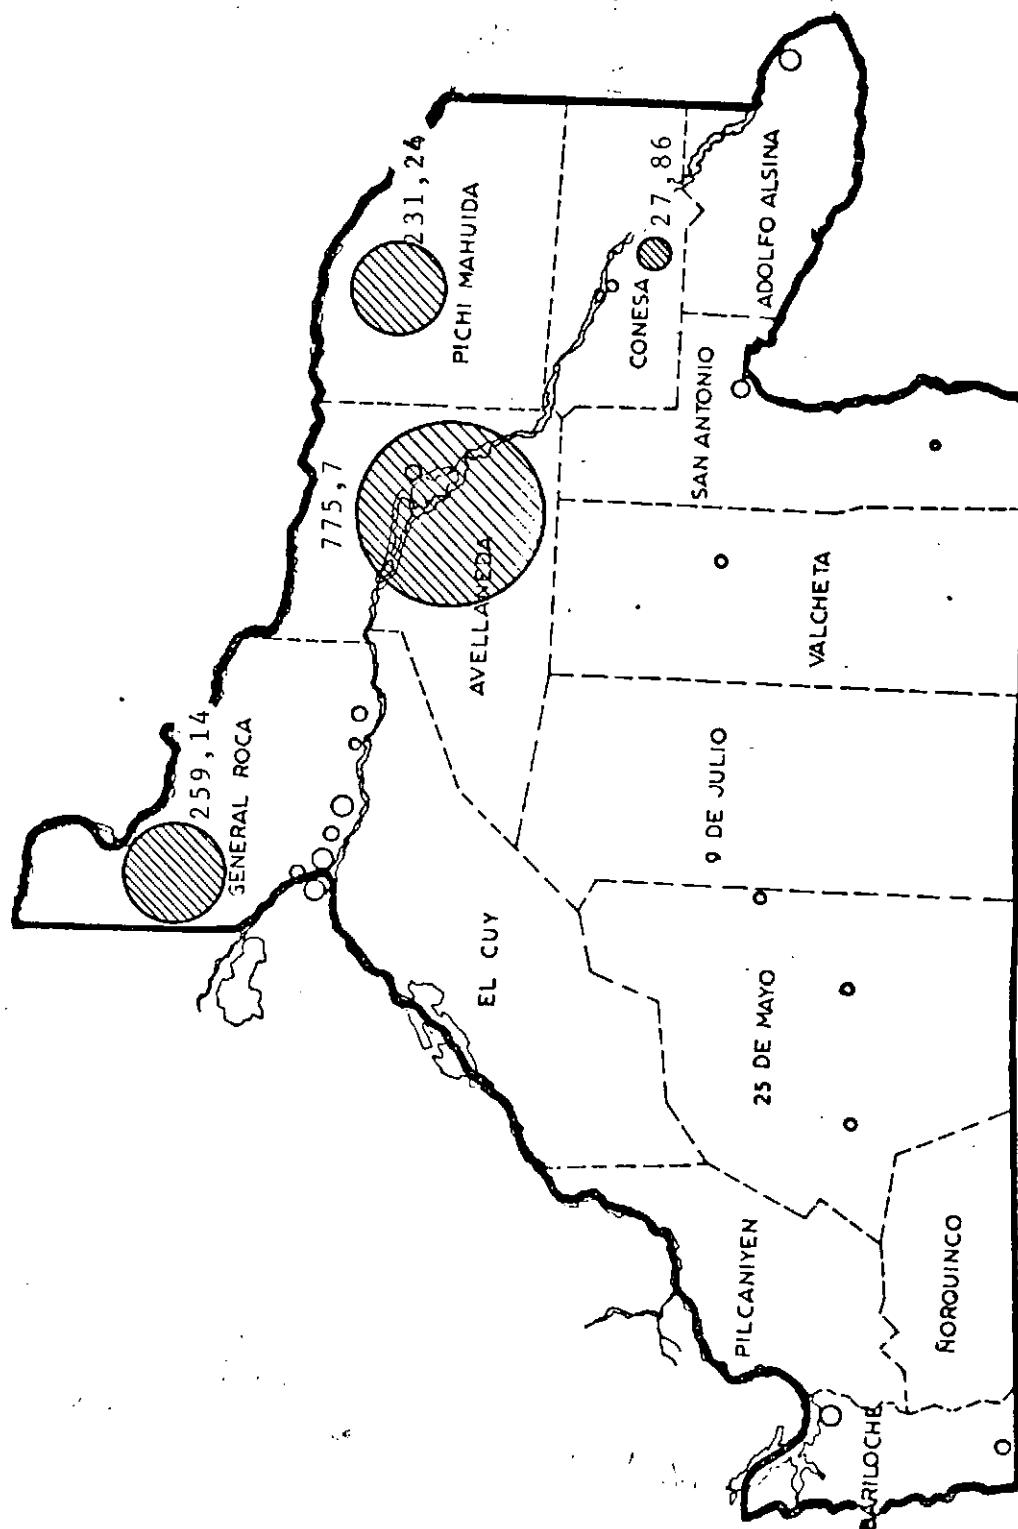 259,14
GENERAL ROCA
775,7
AVELLANEDA
231,24
PICHI MAHUIDA
CONESA
27,86
ADOLFO ALSINA
SAN ANTONIO
VALCHETA
9 DE JULIO
EL CUY
25 DE MAYO
PILCANIYEN
ÑORQUINCO
BARILOCHE